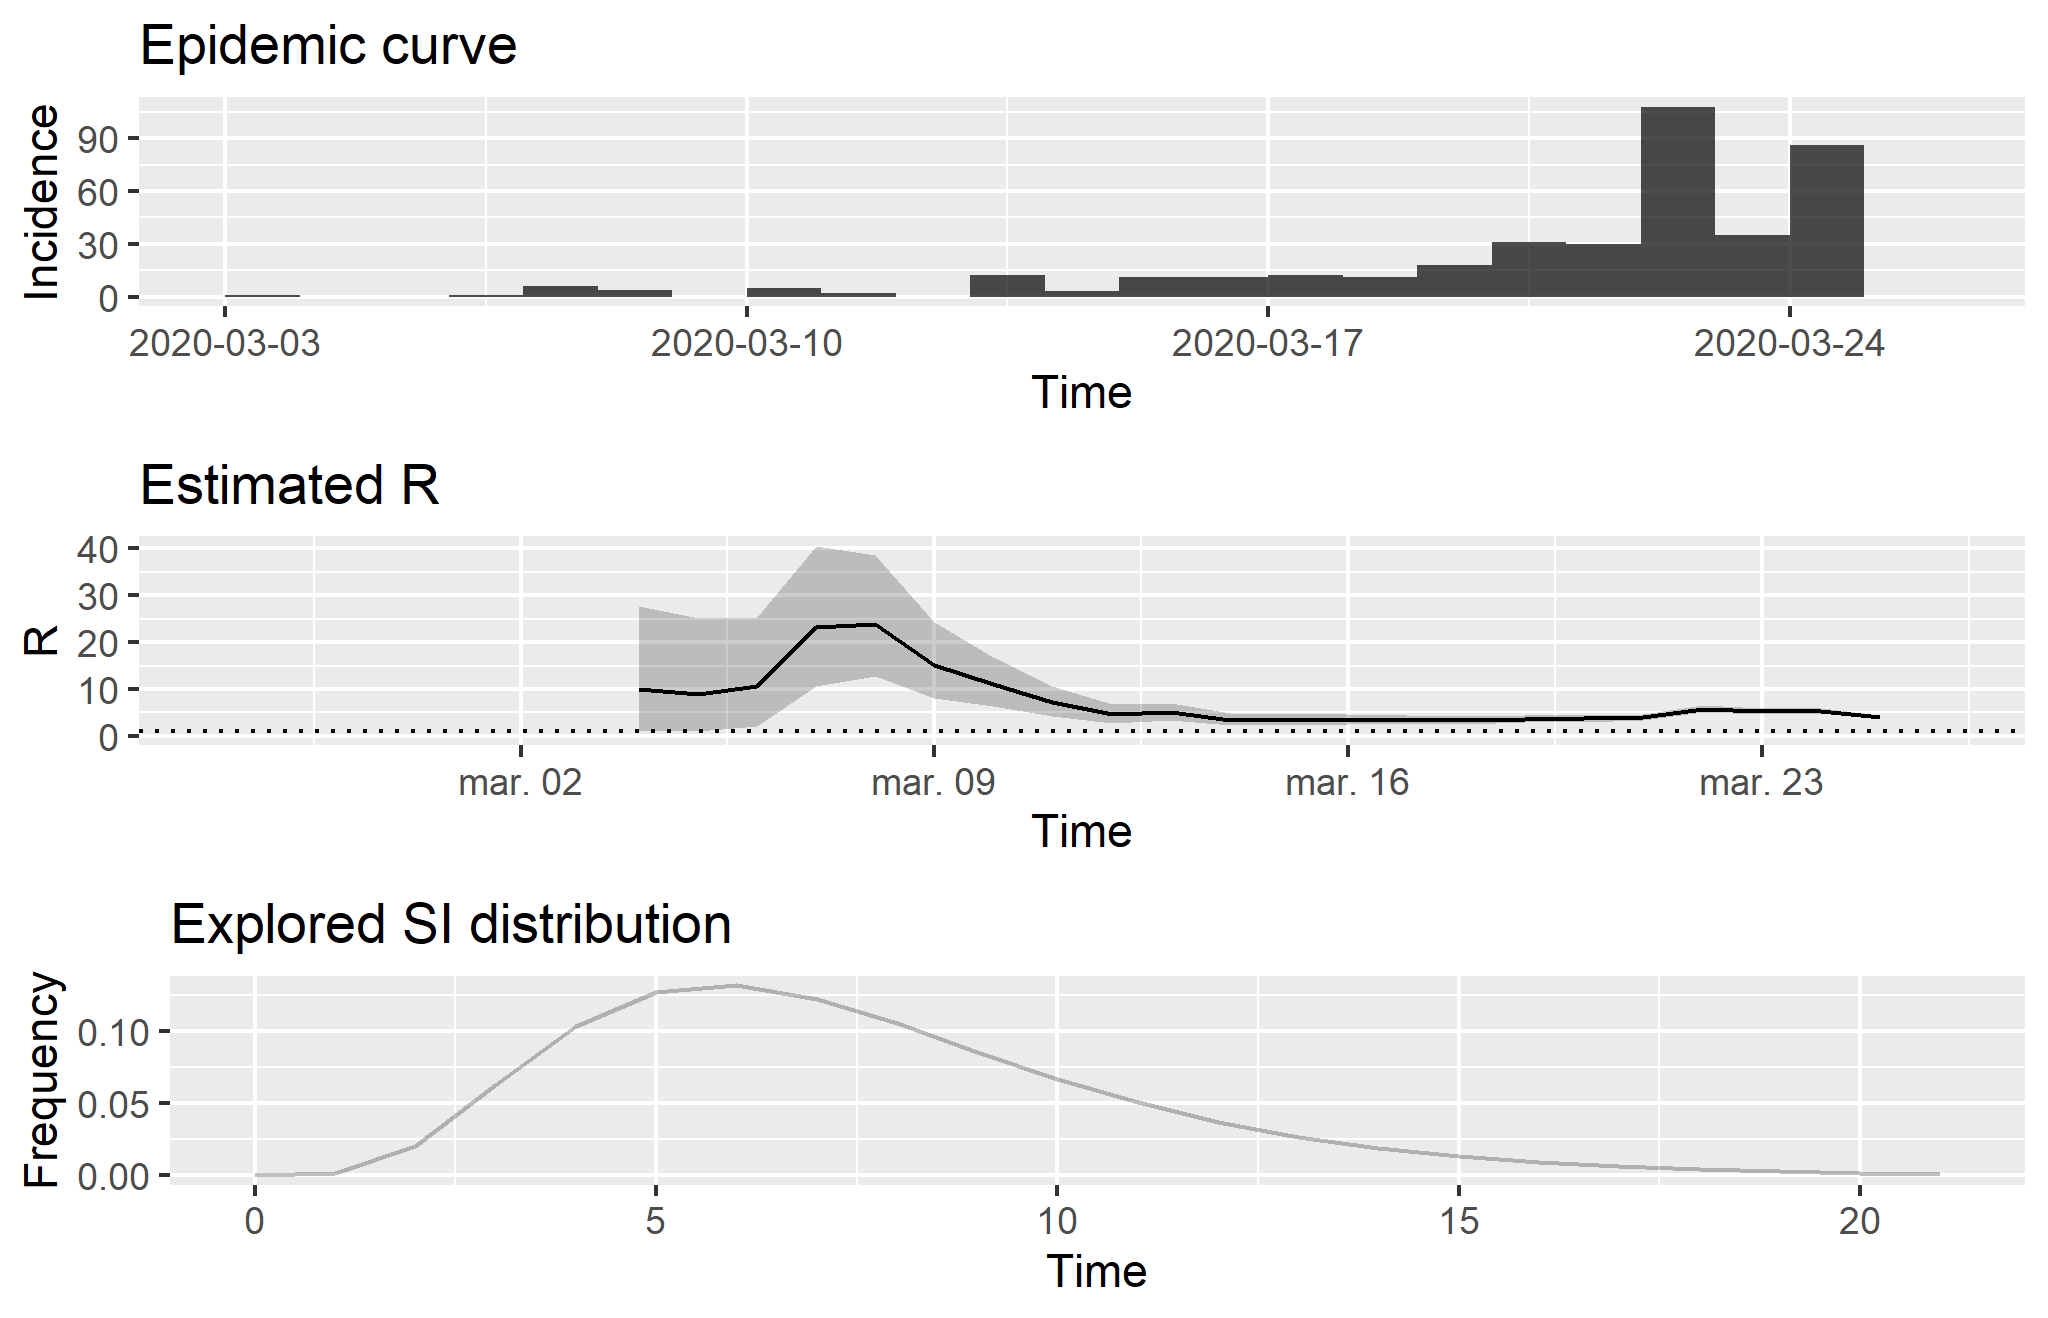 Epidemic curve
Incidence
90
60
30
0
2020-03-03 2020-03-10 2020-03-17 2020-03-24
Time
Estimated R
R
40
30
20
10
0
mar. 02 mar. 09 mar. 16 mar. 23
Time
Explored SI distribution
Frequency
0.10
0.05
0.00
0 5 10 15 20
Time